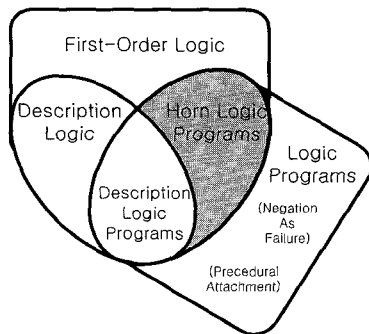 First-Order Logic
Description
Logic
Horn Logic
Programs
Description
Logic
Programs
Logic
Programs
(Negation
As
Failure)
(Precedural
Attachment)